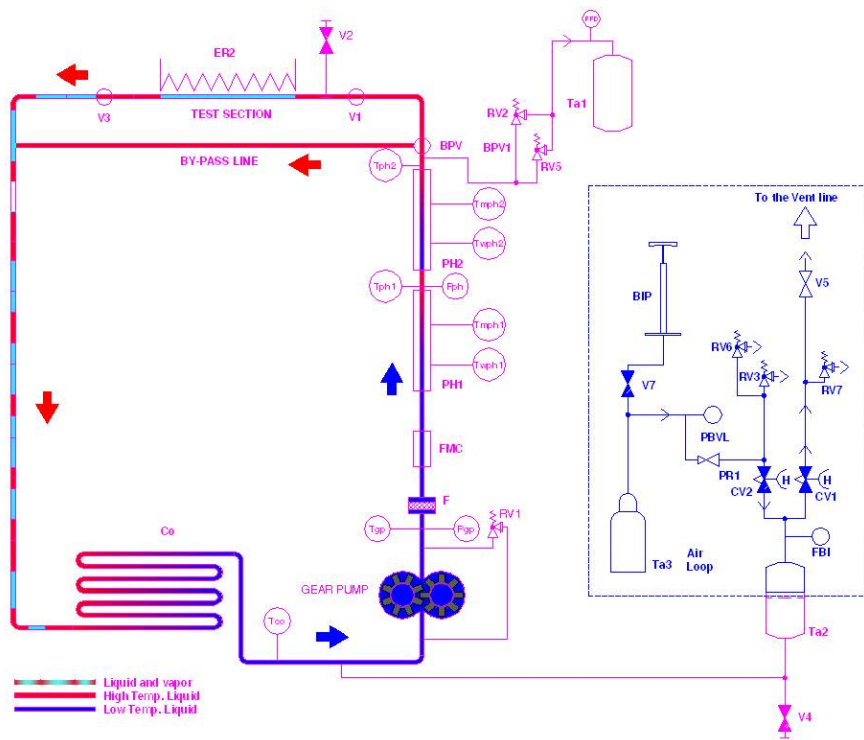 V2
FPD
ER2
Ta1
RV2
V3
TEST SECTION
V1
BPV
BPV1
RV5
BY-PASS LINE
Tph2
To the Vent line
Tmph2
Twph2
PH2
V5
BIP
Tph1
Pph
RV6
Tmph1
RV3
RV7
Twph1
PH1
V7
PBVL
FMC
PR1
H
H
CV2
CV1
F
RV1
Co
Tgp
Pgp
Air
Loop
Ta3
FBI
GEAR PUMP
Tco
Ta2
Liquid and vapor
High Temp. Liquid
Low Temp. Liquid
V4